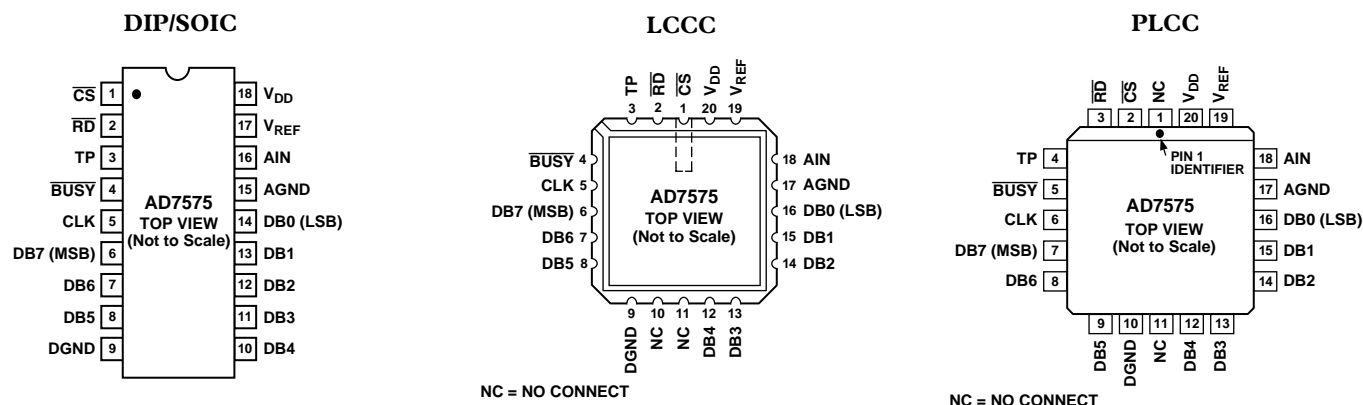 DIP/SOIC
CS 1
RD 2
TP 3
BUSY 4
CLK 5
DB7 (MSB) 6
DB6 7
DB5 8
DGND 9
AD7575
TOP VIEW
(Not to Scale)
18 VDD
17 VREF
16 AIN
15 AGND
14 DB0 (LSB)
13 DB1
12 DB2
11 DB3
10 DB4
LCCC
TP RD CS VDD VREF
3 2 1 20 19
BUSY 4
CLK 5
DB7 (MSB) 6
DB6 7
DB5 8
AD7575
TOP VIEW
(Not to Scale)
18 AIN
17 AGND
16 DB0 (LSB)
15 DB1
14 DB2
9 10 11 12 13
DGND NC NC DB4 DB3
NC = NO CONNECT
PLCC
RD CS NC VDD VREF
3 2 1 20 19
PIN 1
IDENTIFIER
TP 4
BUSY 5
CLK 6
DB7 (MSB) 7
DB6 8
AD7575
TOP VIEW
(Not to Scale)
18 AIN
17 AGND
16 DB0 (LSB)
15 DB1
14 DB2
9 10 11 12 13
DB5 DGND NC DB4 DB3
NC = NO CONNECT